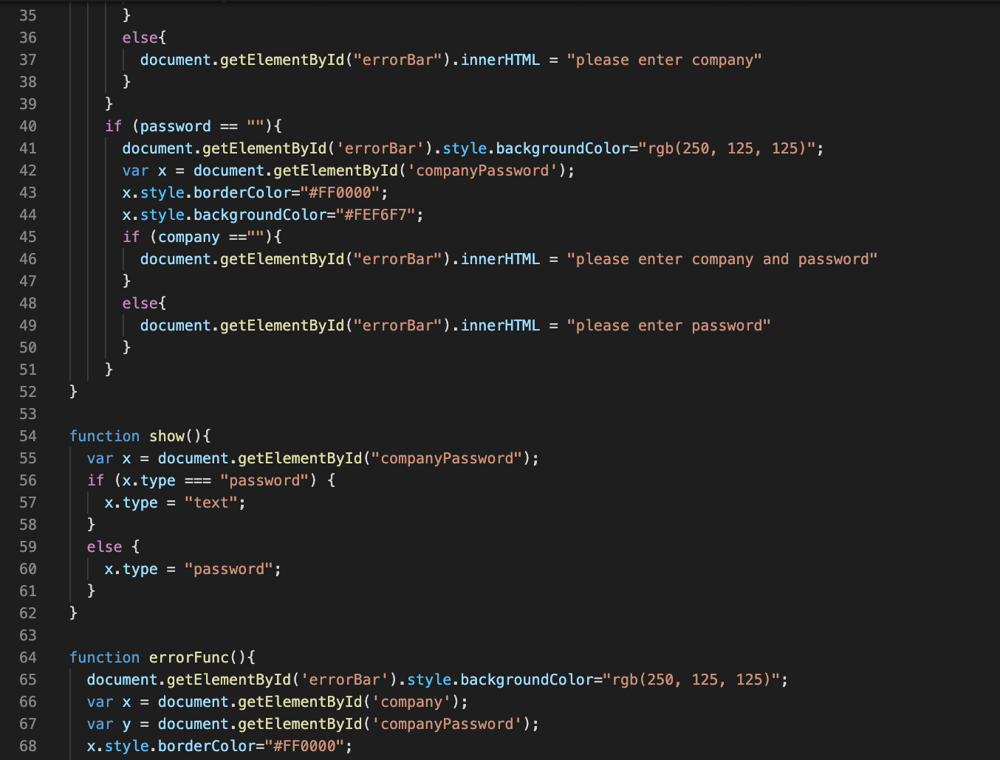 35 }
36 else{
37 document.getElementById("errorBar").innerHTML = "please enter company"
38 }
39 }
40 if (password == ""){
41 document.getElementById('errorBar').style.backgroundColor="rgb(250, 125, 125)";
42 var x = document.getElementById('companyPassword');
43 x.style.borderColor="#FF0000";
44 x.style.backgroundColor="#FEF6F7";
45 if (company ==""){
46 document.getElementById("errorBar").innerHTML = "please enter company and password"
47 }
48 else{
49 document.getElementById("errorBar").innerHTML = "please enter password"
50 }
51 }
52 }
53
54 function show(){
55 var x = document.getElementById("companyPassword");
56 if (x.type === "password") {
57 x.type = "text";
58 }
59 else {
60 x.type = "password";
61 }
62 }
63
64 function errorFunc(){
65 document.getElementById('errorBar').style.backgroundColor="rgb(250, 125, 125)";
66 var x = document.getElementById('company');
67 var y = document.getElementById('companyPassword');
68 x.style.borderColor="#FF0000";